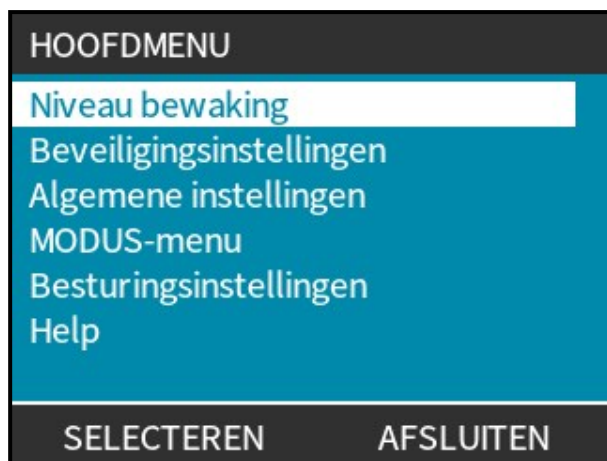 HOOFDMENU
Niveau bewaking
Beveiligingsinstellingen
Algemene instellingen
MODUS-menu
Besturingsinstellingen
Help
SELECTEREN AFSLUITEN